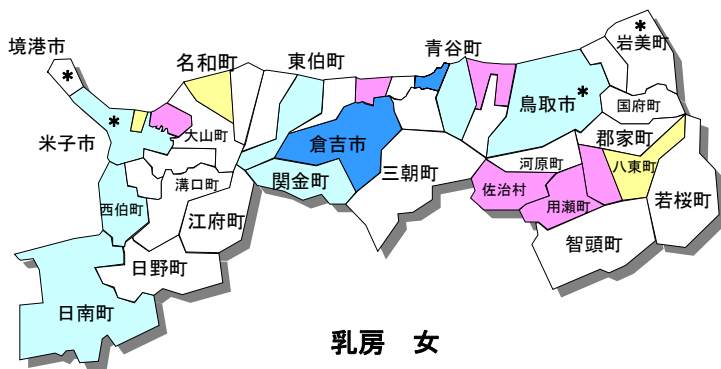 境港市
*
名和町
東伯町
青谷町
*
岩美町
米子市
*
大山町
倉吉市
鳥取市*
国府町
郡家町
西伯町
溝口町
関金町
三朝町
河原町
八東町
佐治村
用瀬町
若桜町
江府町
智頭町
日野町
日南町
乳房 女